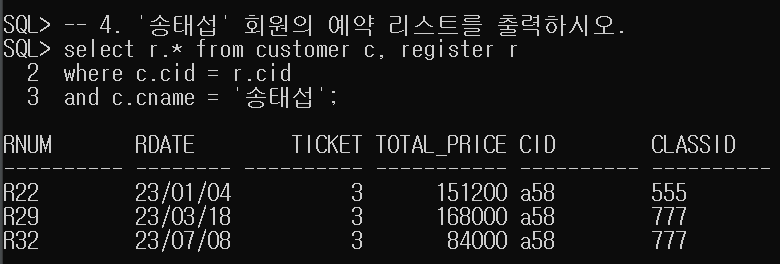 SQL> -- 4. '송태섭' 회원의 예약 리스트를 출력하시오.
SQL> select r.* from customer c, register r
  2  where c.cid = r.cid
  3  and c.cname = '송태섭';

RNUM       RDATE        TICKET TOTAL_PRICE CID        CLASSID
---------- -------- ---------- ----------- ---------- ----------
R22        23/01/04          3      151200 a58        555
R29        23/03/18          3      168000 a58        777
R32        23/07/08          3       84000 a58        777